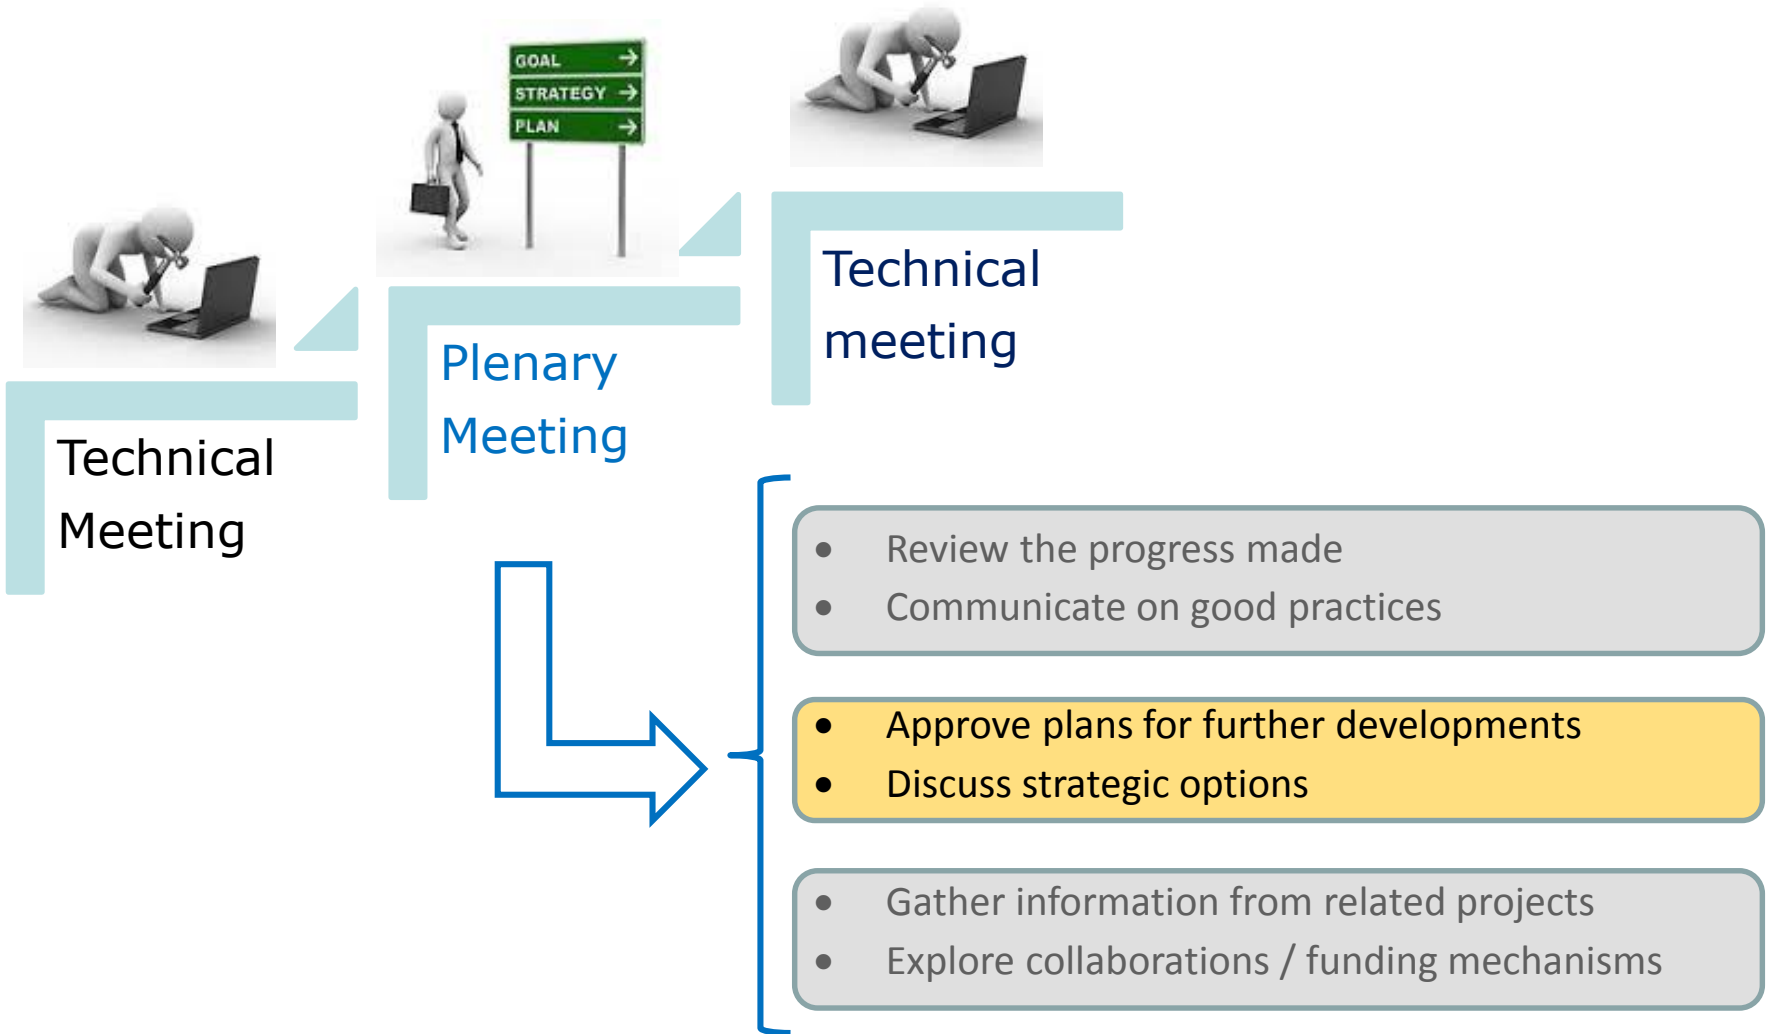 GOAL
STRATEGY
PLAN
Technical
Meeting
Plenary
Meeting
Technical
meeting
• Review the progress made
• Communicate on good practices
• Approve plans for further developments
• Discuss strategic options
• Gather information from related projects
• Explore collaborations / funding mechanisms